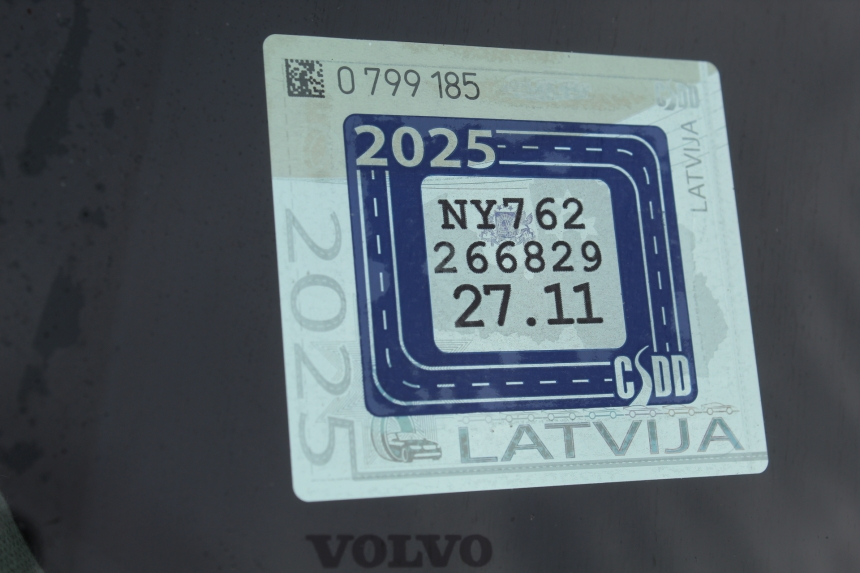 0 799 185
CSDD
LATVIJA
2025
NY762
266829
27.11
CSDD
2025
LATVIJA
VOLVO